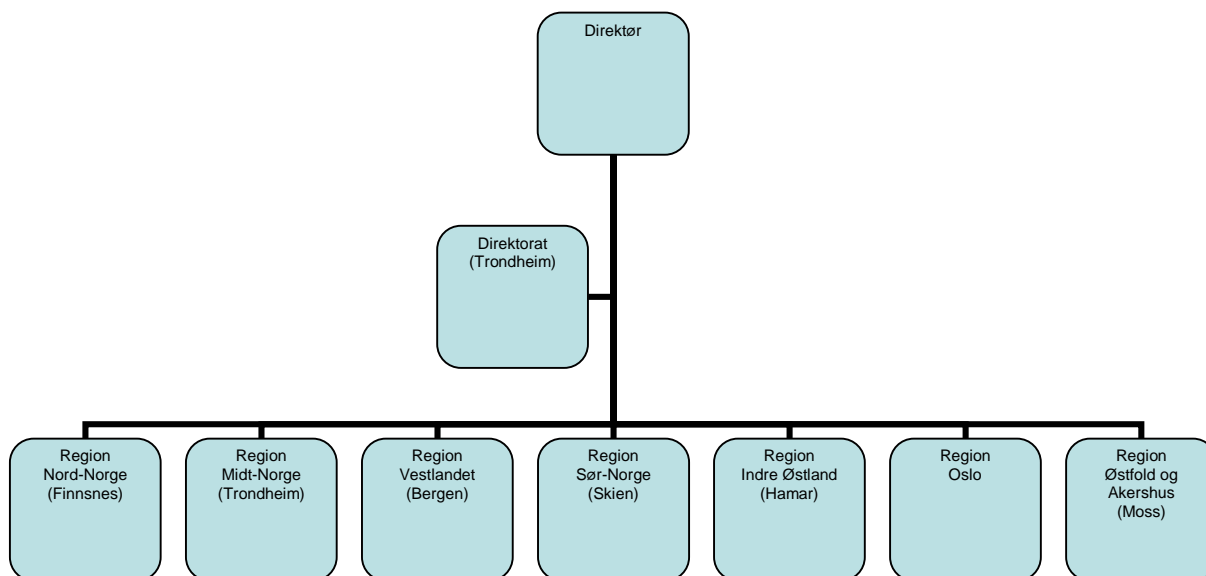 Direktør
Direktorat
(Trondheim)
Region
Nord-Norge
(Finnsnes)
Region
Midt-Norge
(Trondheim)
Region
Vestlandet
(Bergen)
Region
Sør-Norge
(Skien)
Region
Indre Østland
(Hamar)
Region
Oslo
Region
Østfold og
Akershus
(Moss)